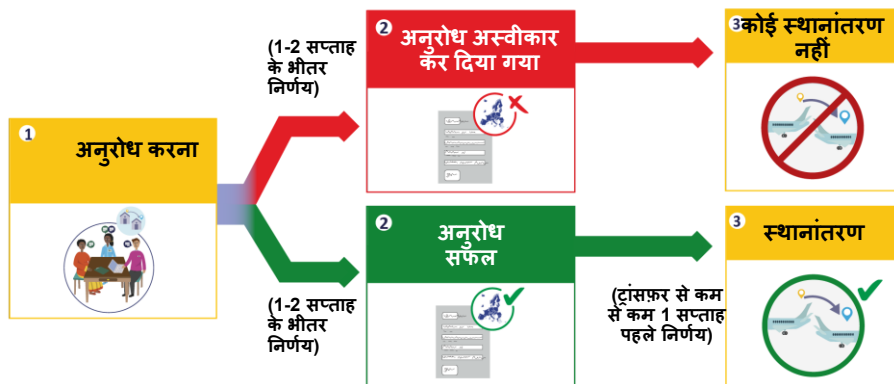 1
अनुरोध करना
(1-2 सप्ताह
के भीतर
निर्णय)
2
अनुरोध अस्वीकार
कर दिया गया
3
कोई स्थानांतरण
नहीं
(1-2 सप्ताह
के भीतर
निर्णय)
2
अनुरोध
सफल
(ट्रांसफ़र से कम
से कम 1 सप्ताह
पहले निर्णय)
3
स्थानांतरण